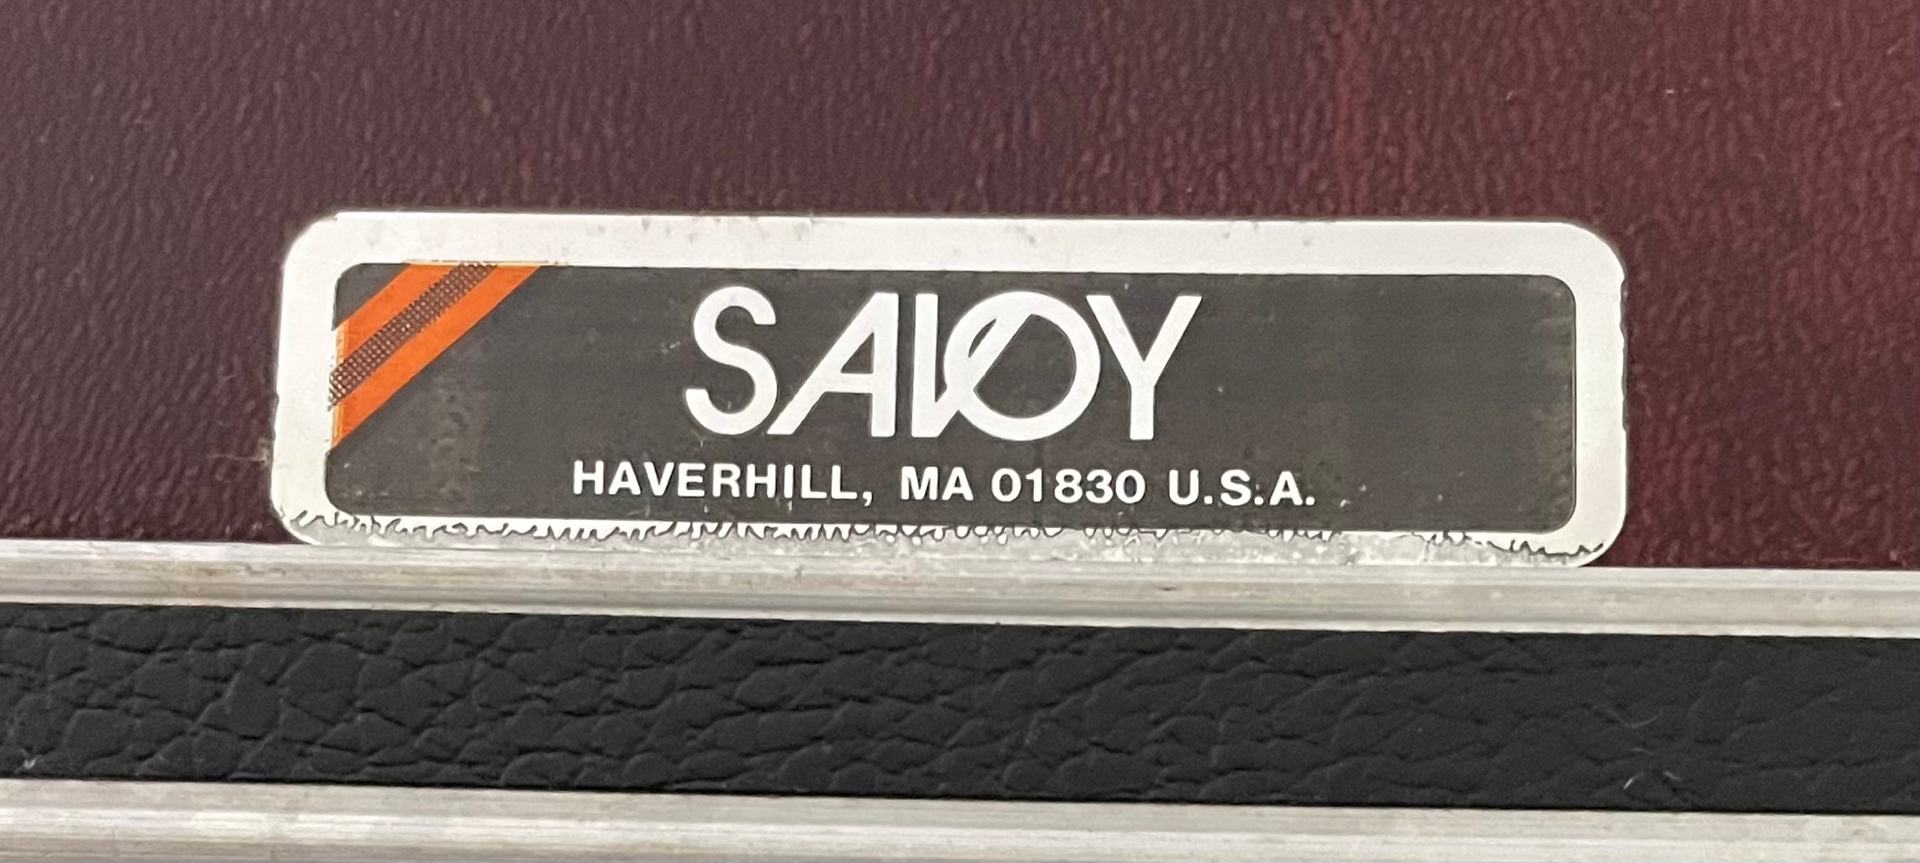 SAVOY
HAVERHILL, MA 01830 U.S.A.